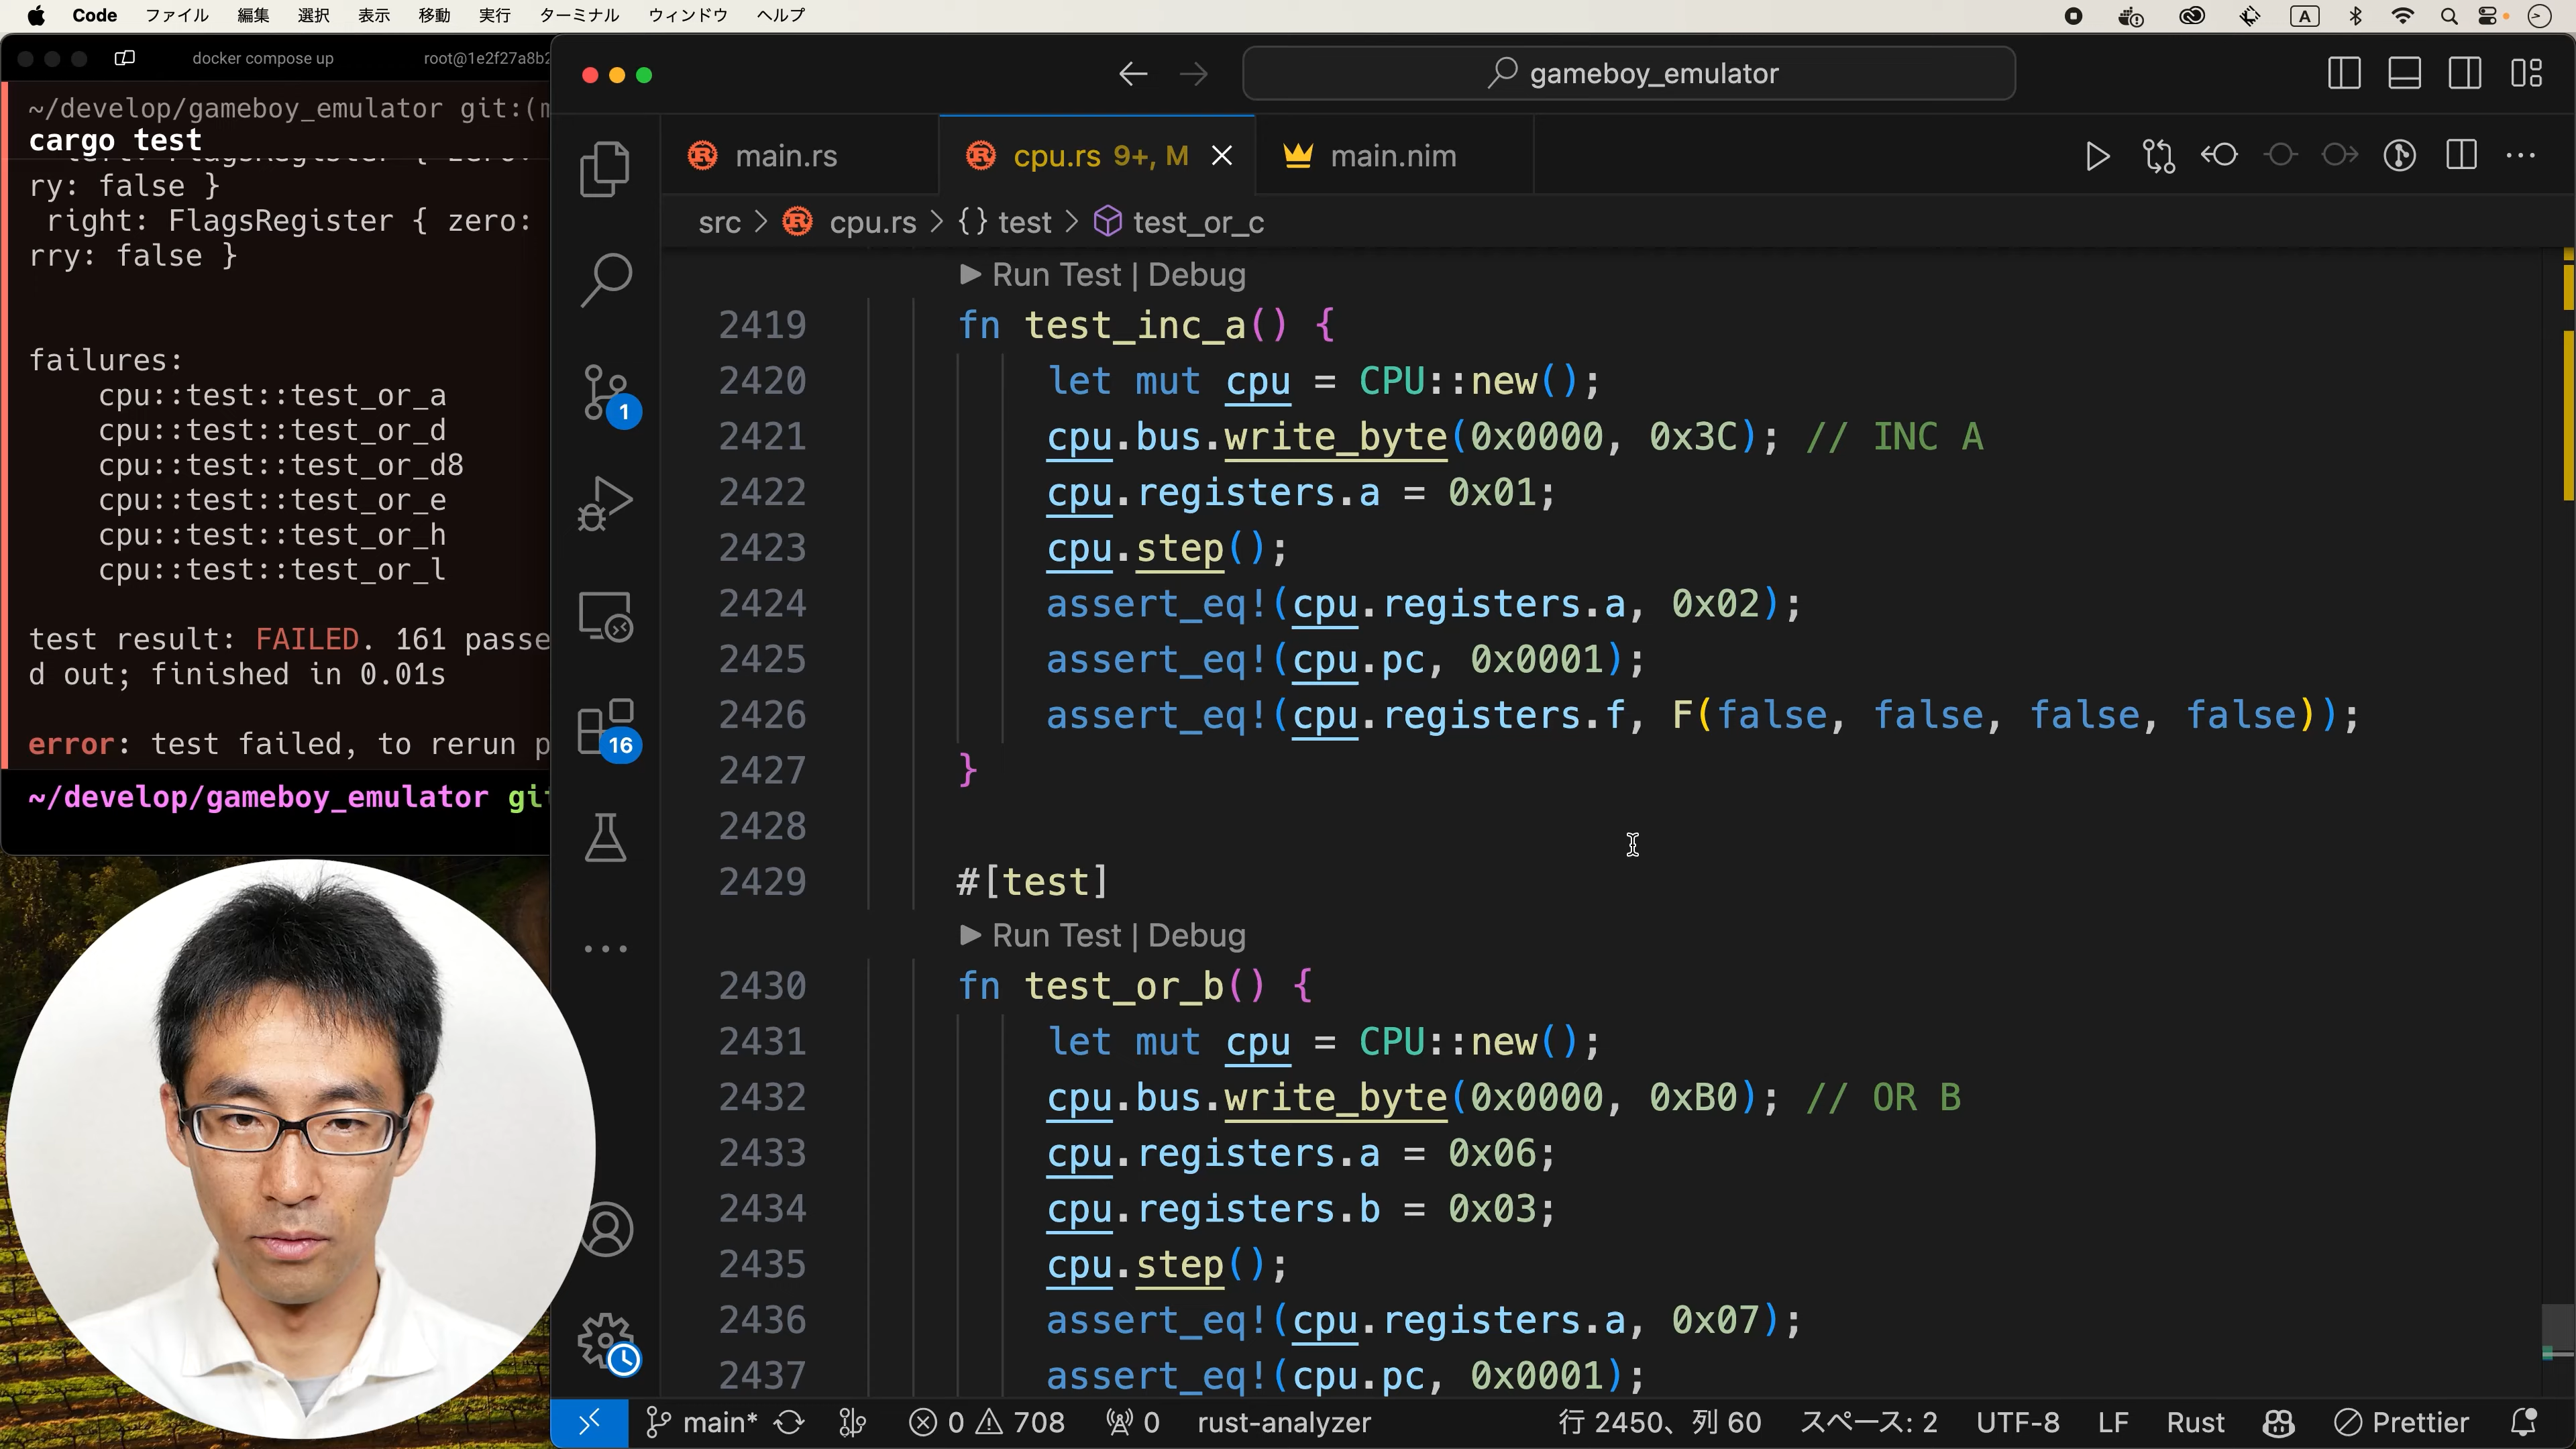 Code ファイル 編集 選択 表示 移動 実行 ターミナル ウィンドウ ヘルプ A
docker compose up root@1e2f27a8b2
~/develop/gameboy_emulator git:(m
cargo test
ry: false }
right: FlagsRegister { zero:
rry: false }
failures:
cpu::test::test_or_a
cpu::test::test_or_d
cpu::test::test_or_d8
cpu::test::test_or_e
cpu::test::test_or_h
cpu::test::test_or_l
test result: FAILED. 161 passe
d out; finished in 0.01s
error: test failed, to rerun p
~/develop/gameboy_emulator git
gameboy_emulator
main.rs cpu.rs 9+, M main.nim
src > cpu.rs > {} test > test_or_c
1
16
Run Test | Debug
2419 fn test_inc_a() {
2420 let mut cpu = CPU::new();
2421 cpu.bus.write_byte(0x0000, 0x3C); // INC A
2422 cpu.registers.a = 0x01;
2423 cpu.step();
2424 assert_eq!(cpu.registers.a, 0x02);
2425 assert_eq!(cpu.pc, 0x0001);
2426 assert_eq!(cpu.registers.f, F(false, false, false, false));
2427 }
2428
2429 #[test]
Run Test | Debug
2430 fn test_or_b() {
2431 let mut cpu = CPU::new();
2432 cpu.bus.write_byte(0x0000, 0xB0); // OR B
2433 cpu.registers.a = 0x06;
2434 cpu.registers.b = 0x03;
2435 cpu.step();
2436 assert_eq!(cpu.registers.a, 0x07);
2437 assert_eq!(cpu.pc, 0x0001);
main* 0 708 0 rust-analyzer 行 2450、列 60 スペース: 2 UTF-8 LF Rust Prettier